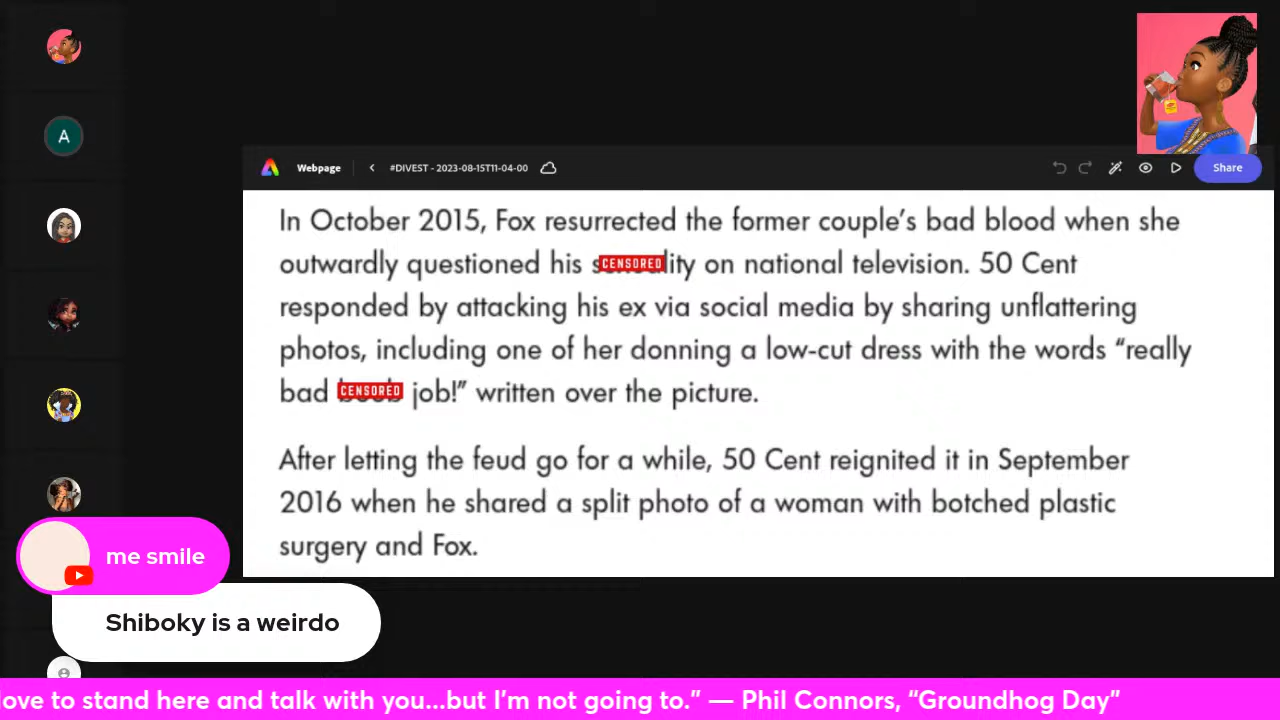 A
Webpage
#DIVEST - 2023-08-15T11-04-00
Share
In October 2015, Fox resurrected the former couple’s bad blood when she
outwardly questioned his s CENSORED lity on national television. 50 Cent
responded by attacking his ex via social media by sharing unflattering
photos, including one of her donning a low-cut dress with the words “really
bad CENSORED job!” written over the picture.
After letting the feud go for a while, 50 Cent reignited it in September
2016 when he shared a split photo of a woman with botched plastic
surgery and Fox.
me smile
Shiboky is a weirdo
love to stand here and talk with you...but I’m not going to.” — Phil Connors, “Groundhog Day”